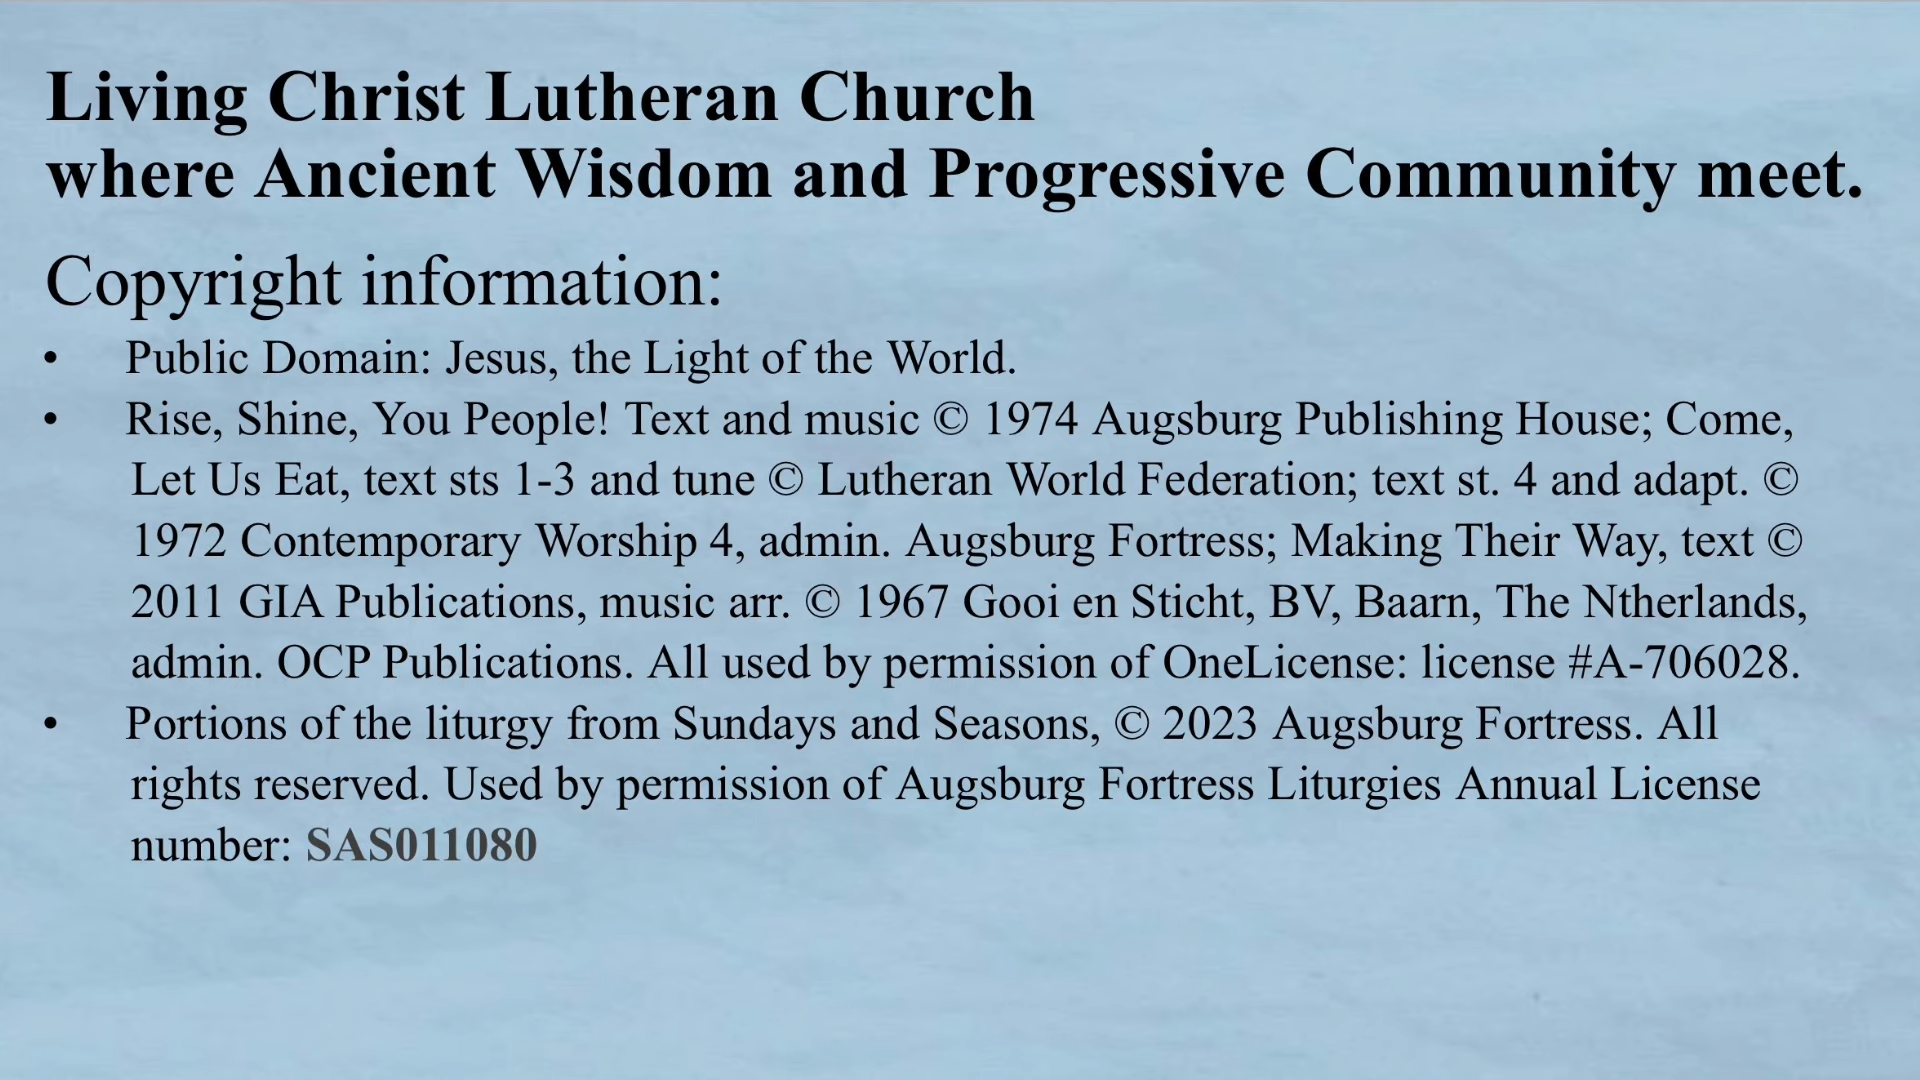 Living Christ Lutheran Church
where Ancient Wisdom and Progressive Community meet.
Copyright information:
• Public Domain: Jesus, the Light of the World.
• Rise, Shine, You People! Text and music © 1974 Augsburg Publishing House; Come,
Let Us Eat, text sts 1-3 and tune © Lutheran World Federation; text st. 4 and adapt. ©
1972 Contemporary Worship 4, admin. Augsburg Fortress; Making Their Way, text ©
2011 GIA Publications, music arr. © 1967 Gooi en Sticht, BV, Baarn, The Ntherlands,
admin. OCP Publications. All used by permission of OneLicense: license #A-706028.
• Portions of the liturgy from Sundays and Seasons, © 2023 Augsburg Fortress. All
rights reserved. Used by permission of Augsburg Fortress Liturgies Annual License
number: SAS011080